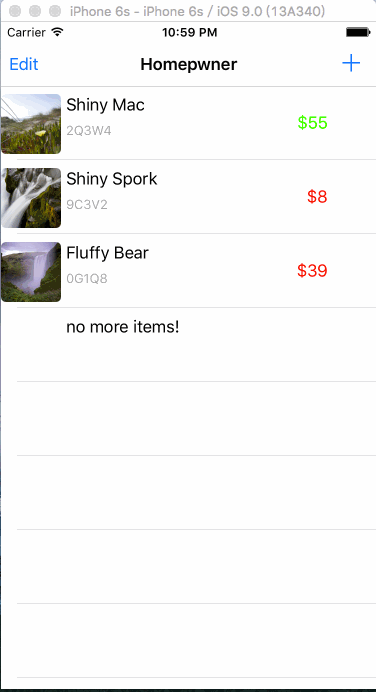 iPhone 6s - iPhone 6s / iOS 9.0 (13A340)
Carrier 10:59 PM
Edit Homepwner +
Shiny Mac
2Q3W4 $55
Shiny Spork
9C3V2 $8
Fluffy Bear
0G1Q8 $39
no more items!